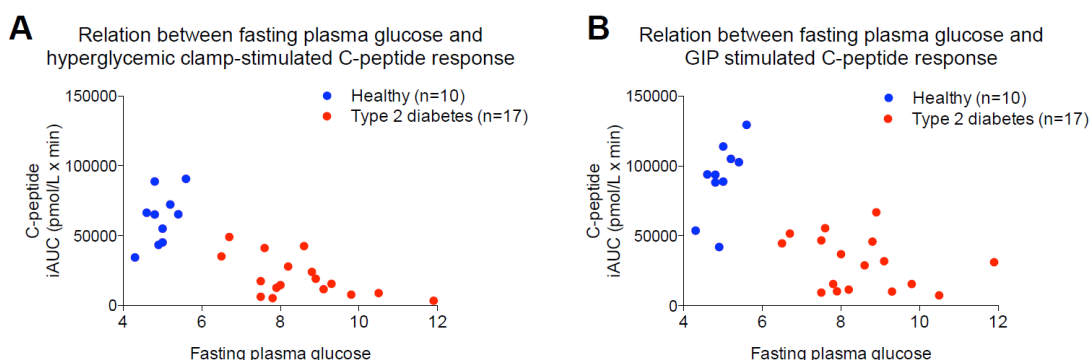 A
Relation between fasting plasma glucose and
hyperglycemic clamp-stimulated C-peptide response
Healthy (n=10)
Type 2 diabetes (n=17)
C-peptide
iAUC (pmol/L x min)
150000
100000
50000
0
4
6
8
10
12
Fasting plasma glucose
B
Relation between fasting plasma glucose and
GIP stimulated C-peptide response
Healthy (n=10)
Type 2 diabetes (n=17)
C-peptide
iAUC (pmol/L x min)
150000
100000
50000
0
4
6
8
10
12
Fasting plasma glucose